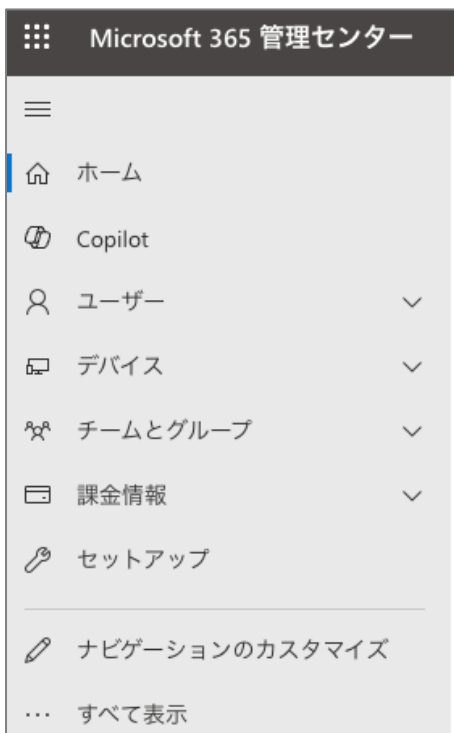 Microsoft 365 管理センター
ホーム
Copilot
ユーザー
デバイス
チームとグループ
課金情報
セットアップ
ナビゲーションのカスタマイズ
すべて表示